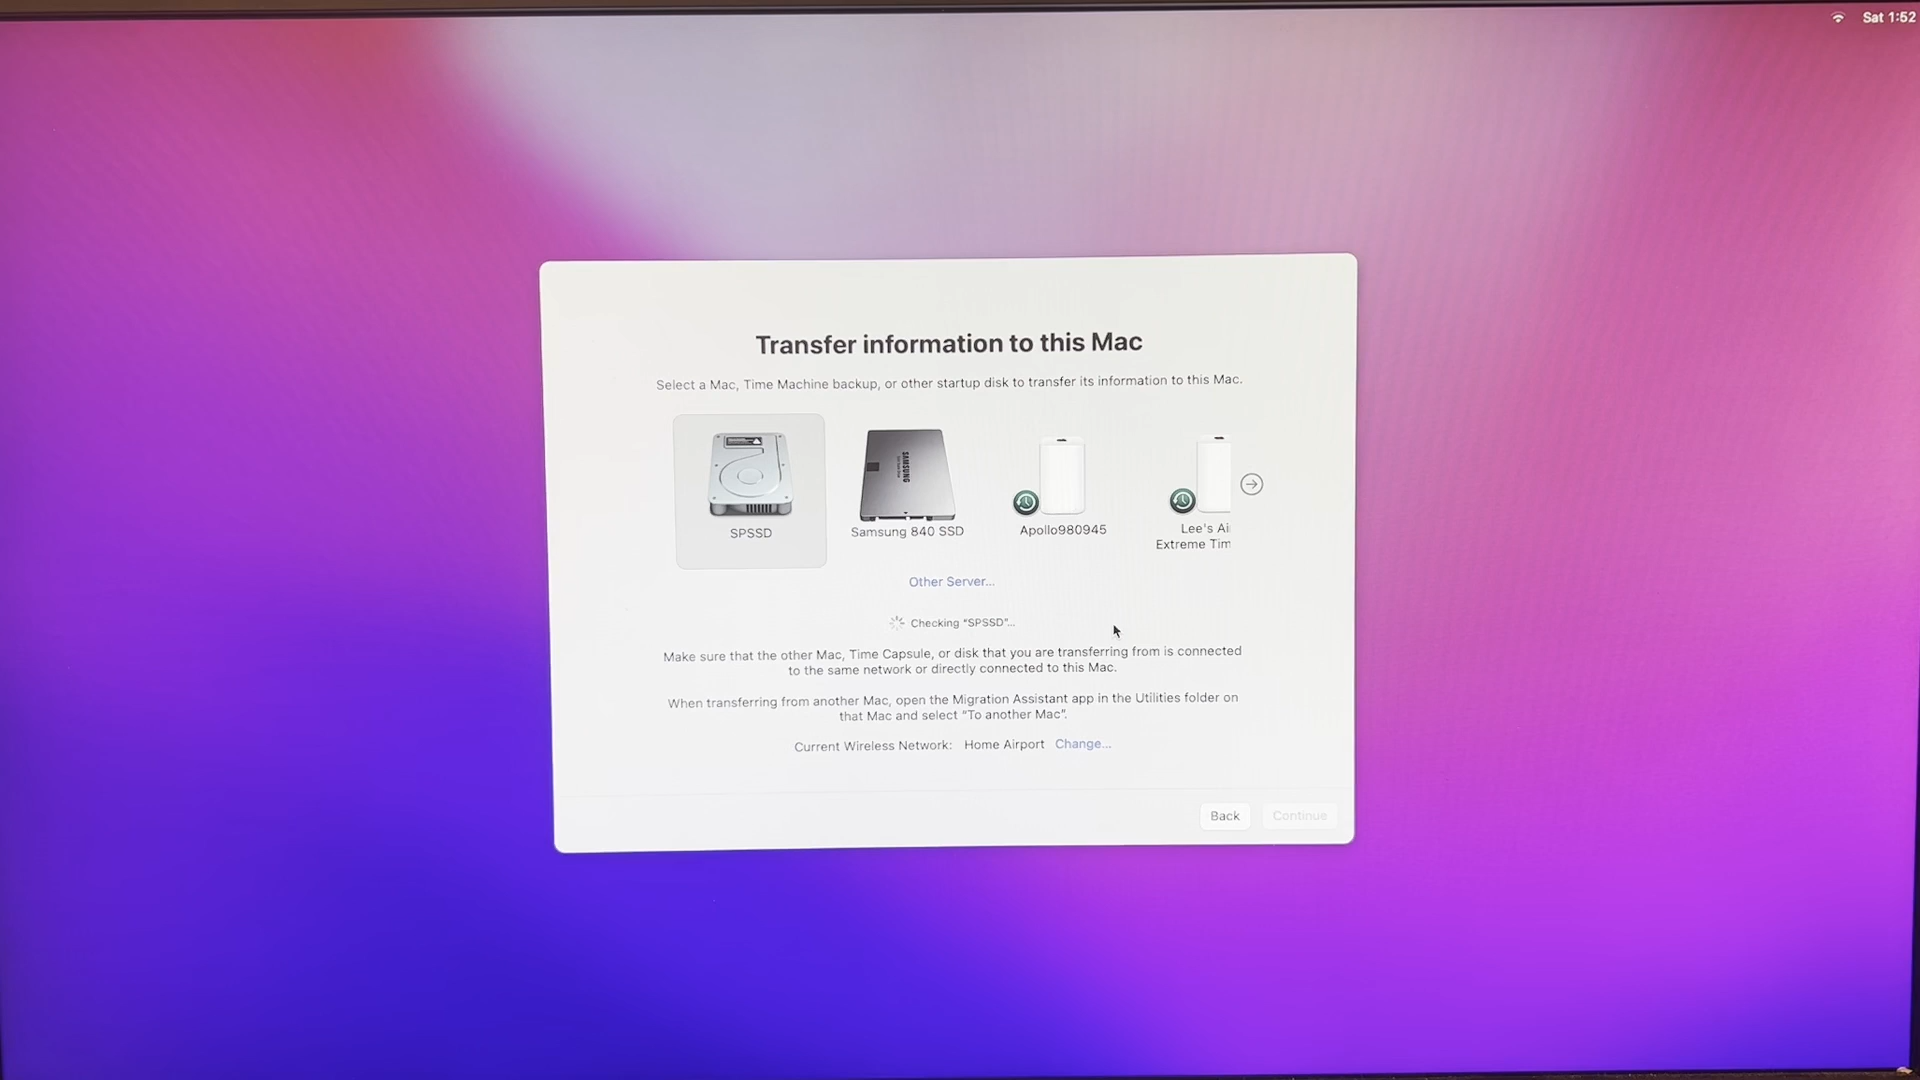 Sat 1:52
Transfer information to this Mac
Select a Mac, Time Machine backup, or other startup disk to transfer its information to this Mac.
SAMSUNG
SPSSD
Samsung 840 SSD
Apollo980945
Lee's Ai
Extreme Tim
Other Server...
Checking “SPSSD”...
Make sure that the other Mac, Time Capsule, or disk that you are transferring from is connected
to the same network or directly connected to this Mac.
When transferring from another Mac, open the Migration Assistant app in the Utilities folder on
that Mac and select “To another Mac”.
Current Wireless Network: Home Airport Change...
Back
Continue